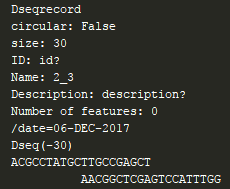 Dseqrecord
circular: False
size: 30
ID: id?
Name: 2_3
Description: description?
Number of features: 0
/date=06-DEC-2017
Dseq(-30)
ACGCCTATGCTTGCCGAGCT
          AACGGCTCGAGTCCATTTGG